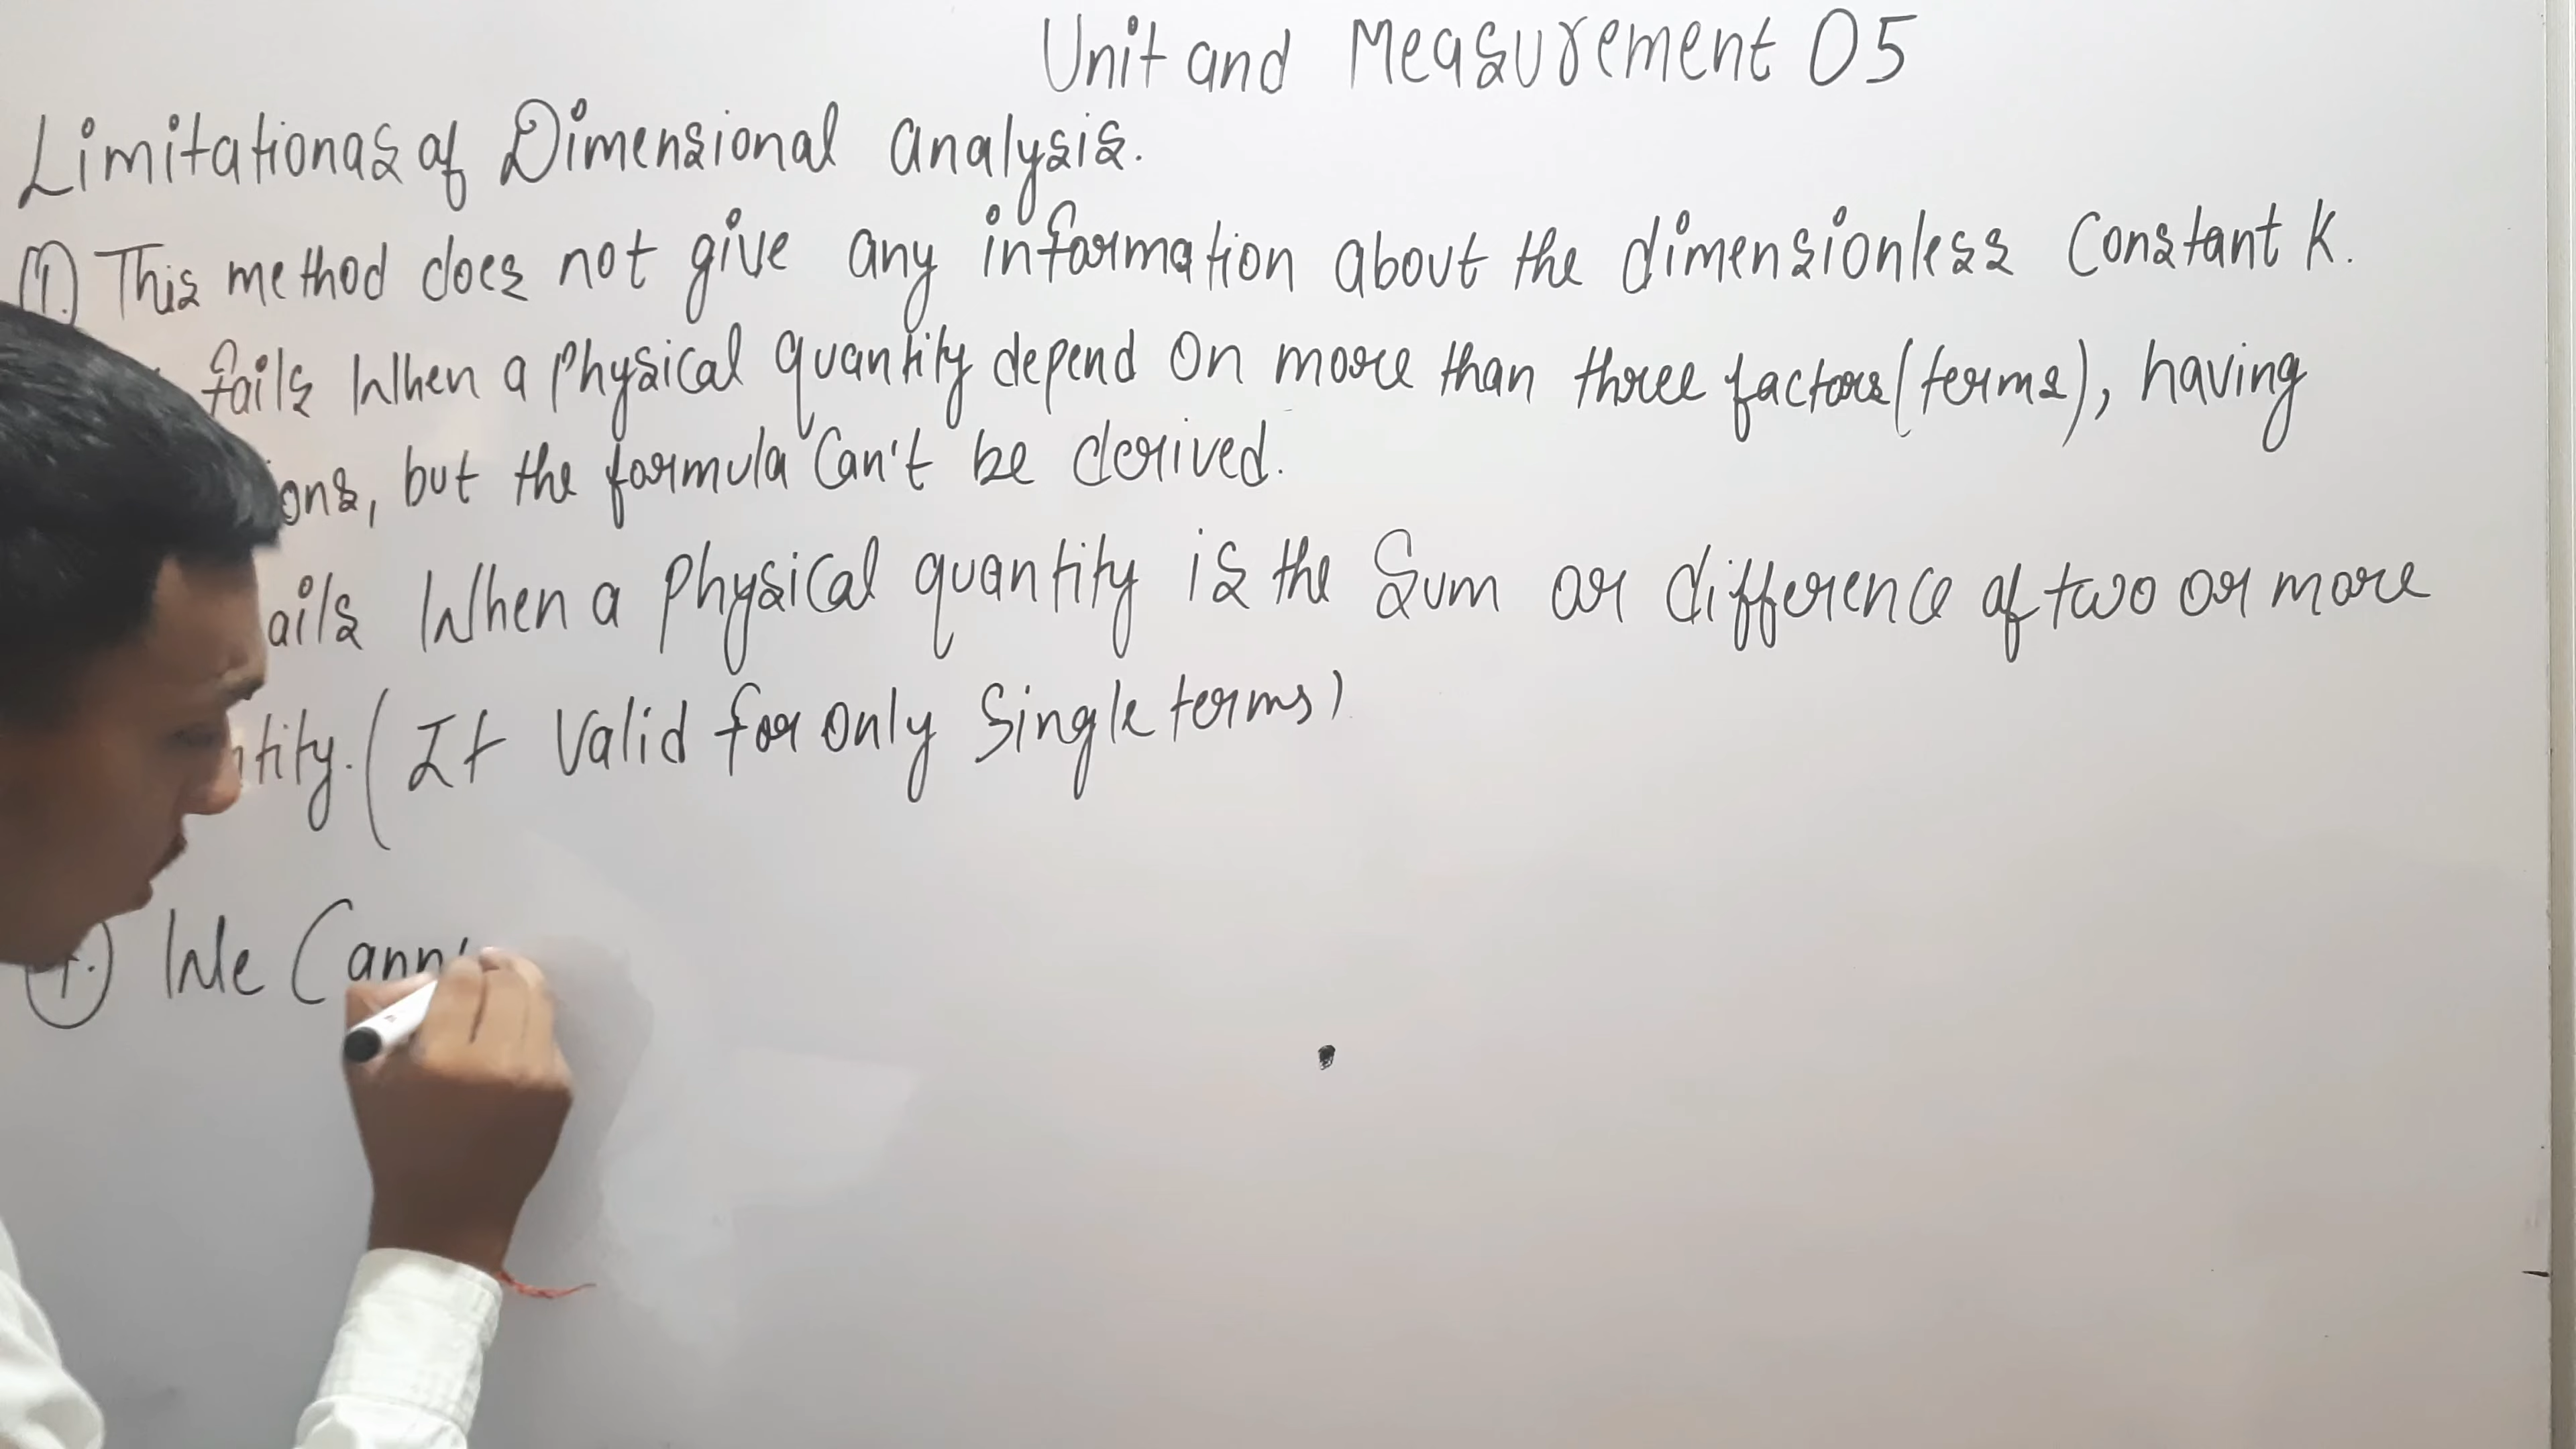 Unit and Measurement 05
Limitationas of Dimensional analysis.
(1.) This method does not give any information about the dimensionless Constant K.
fails When a Physical quantity depend On more than three factors(terms), having
ons, but the formula Can't be derived.
ails When a Physical quantity is the Sum or difference of two or more
ntity. (It Valid for only Single terms)
We Cann